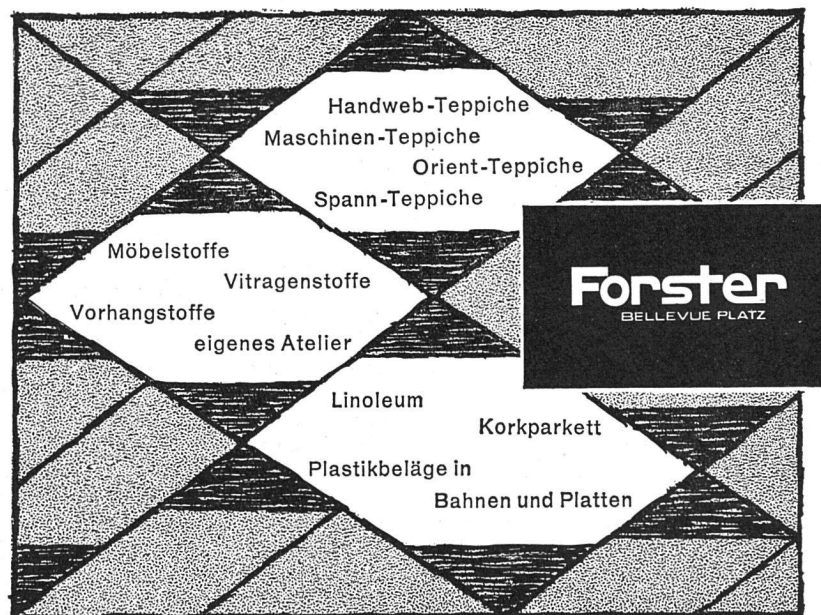 Handweb-Teppiche
Maschinen-Teppiche
Orient-Teppiche
Spann-Teppiche
Möbelstoffe
Vitragenstoffe
Vorhangstoffe
eigenes Atelier
Forster
BELLEVUE PLATZ
Linoleum
Korkparkett
Plastikbeläge in
Bahnen und Platten